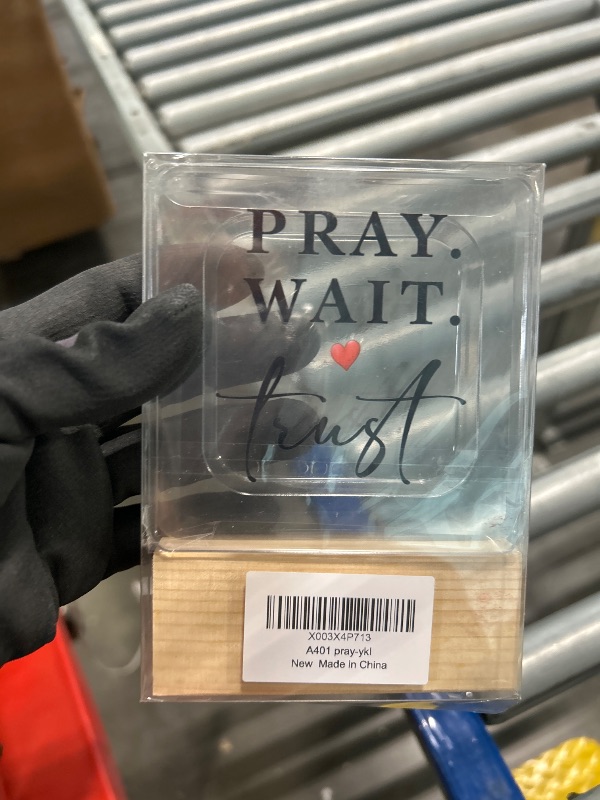 PRAY.
WAIT.
trust
X003X4P713
A401 pray-ykl
New Made in China